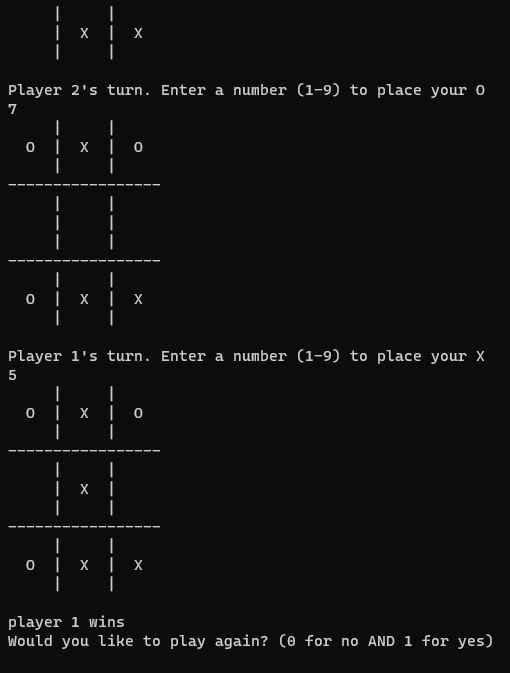 |     |
     |  X  |  X
     |     |

Player 2's turn. Enter a number (1-9) to place your O
7
     |     |
  O  |  X  |  O
     |     |
-----------------
     |     |
     |     |
     |     |
-----------------
     |     |
  O  |  X  |  X
     |     |

Player 1's turn. Enter a number (1-9) to place your X
5
     |     |
  O  |  X  |  O
     |     |
-----------------
     |     |
     |  X  |
     |     |
-----------------
     |     |
  O  |  X  |  X
     |     |

player 1 wins
Would you like to play again? (0 for no AND 1 for yes)